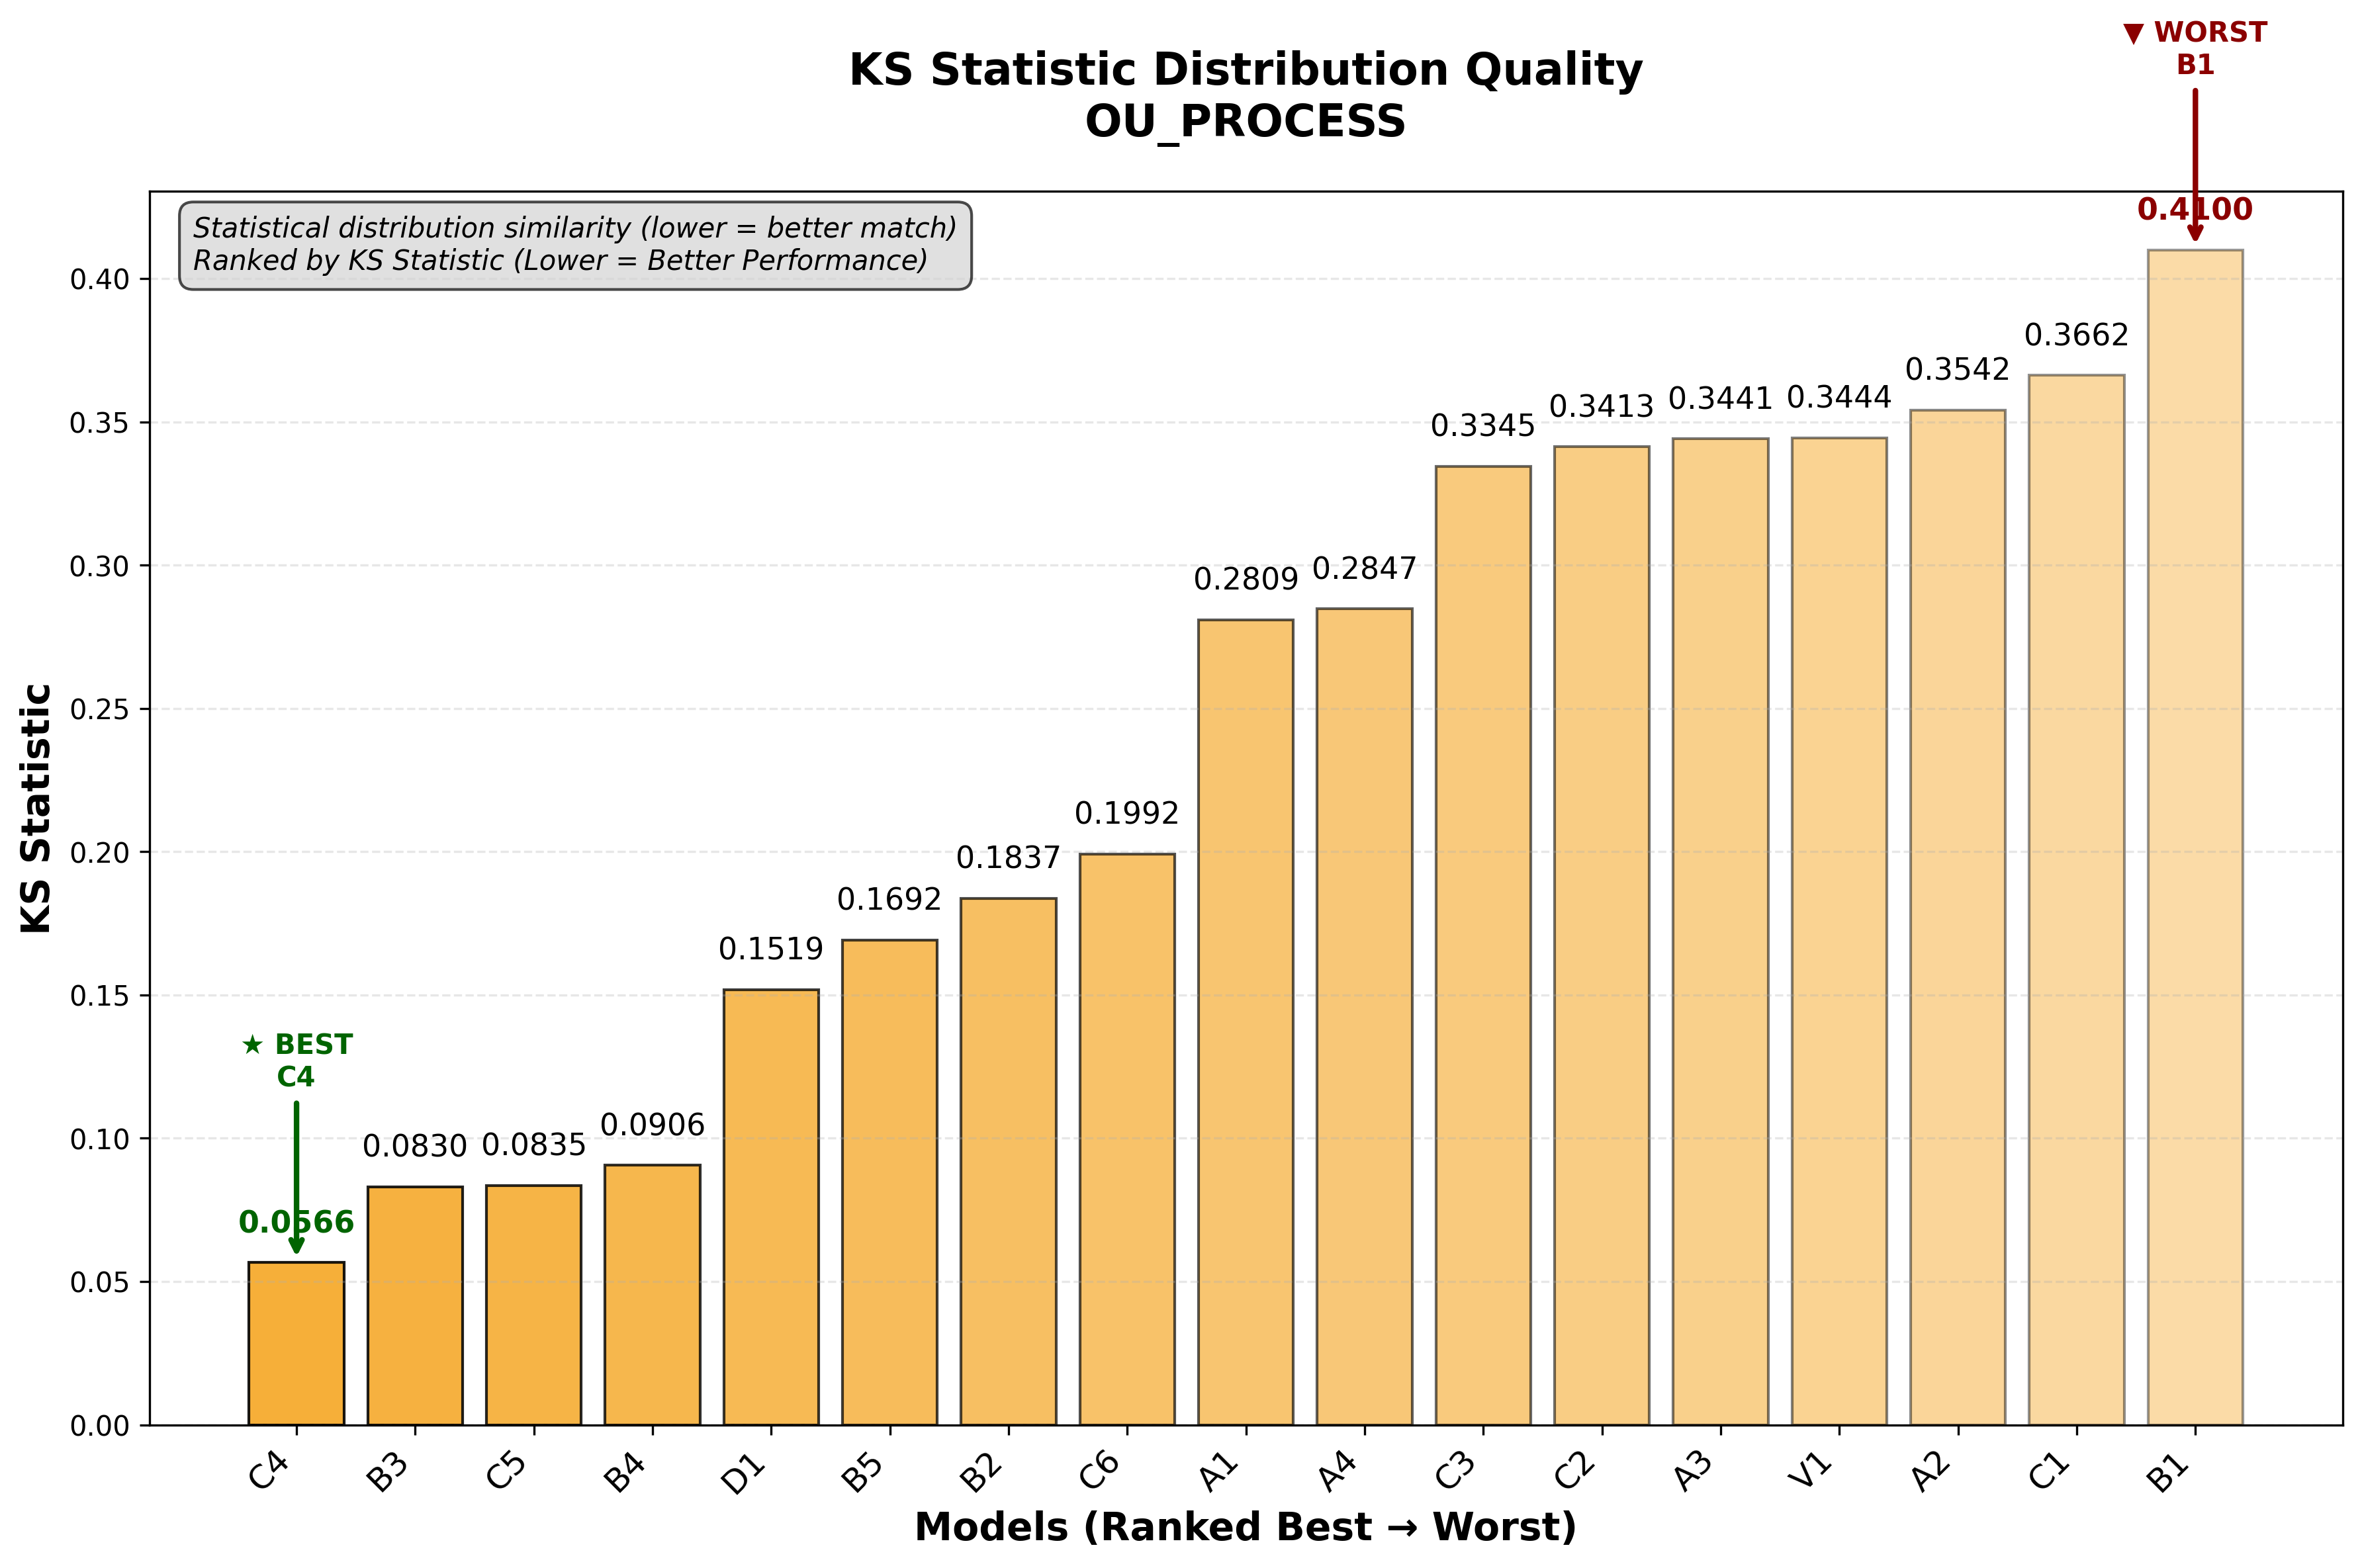 ▼ WORST
B1
KS Statistic Distribution Quality
OU_PROCESS
Statistical distribution similarity (lower = better match)
Ranked by KS Statistic (Lower = Better Performance)
KS Statistic
0.40
0.35
0.30
0.25
0.20
0.15
0.10
0.05
0.00
★ BEST
C4
0.0566
0.0830
0.0835
0.0906
0.1519
0.1692
0.1837
0.1992
0.2809
0.2847
0.3345
0.3413
0.3441
0.3444
0.3542
0.3662
0.4100
C4
B3
C5
B4
D1
B5
B2
C6
A1
A4
C3
C2
A3
V1
A2
C1
B1
Models (Ranked Best → Worst)